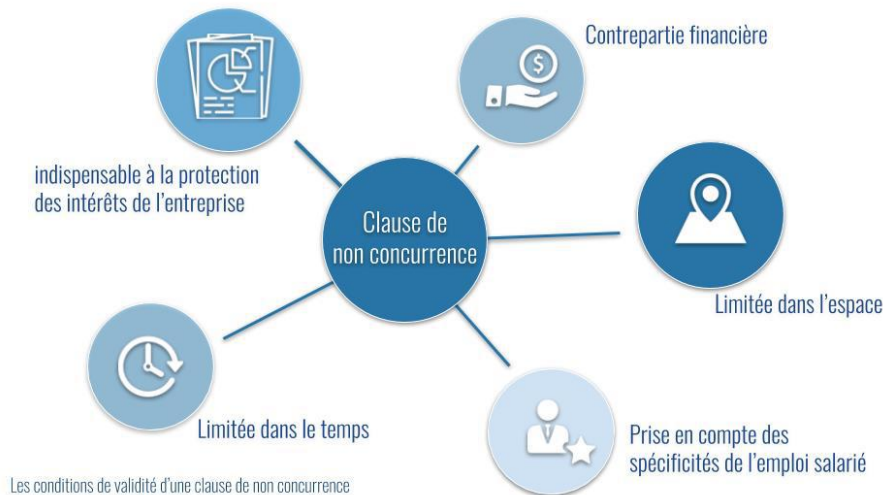 Contrepartie financière
indispensable à la protection
des intérêts de l'entreprise
Clause de
non concurrence
Limitée dans l'espace
Limitée dans le temps
Prise en compte des
spécificités de l'emploi salarié
Les conditions de validité d'une clause de non concurrence
$